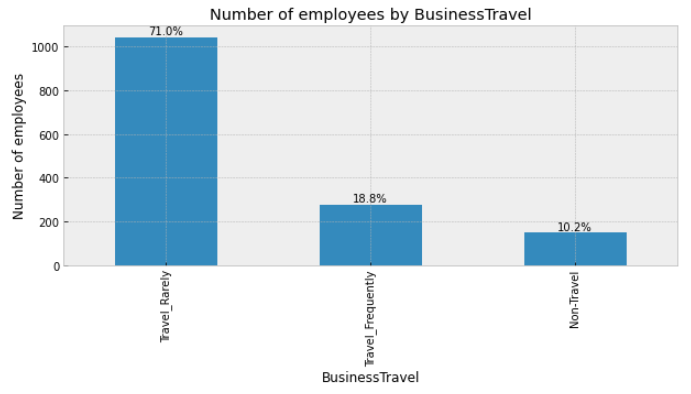 Number of employees by BusinessTravel
71.0%
18.8%
10.2%
1000
800
600
400
200
0
Number of employees
Travel_Rarely
Travel_Frequently
Non-Travel
BusinessTravel